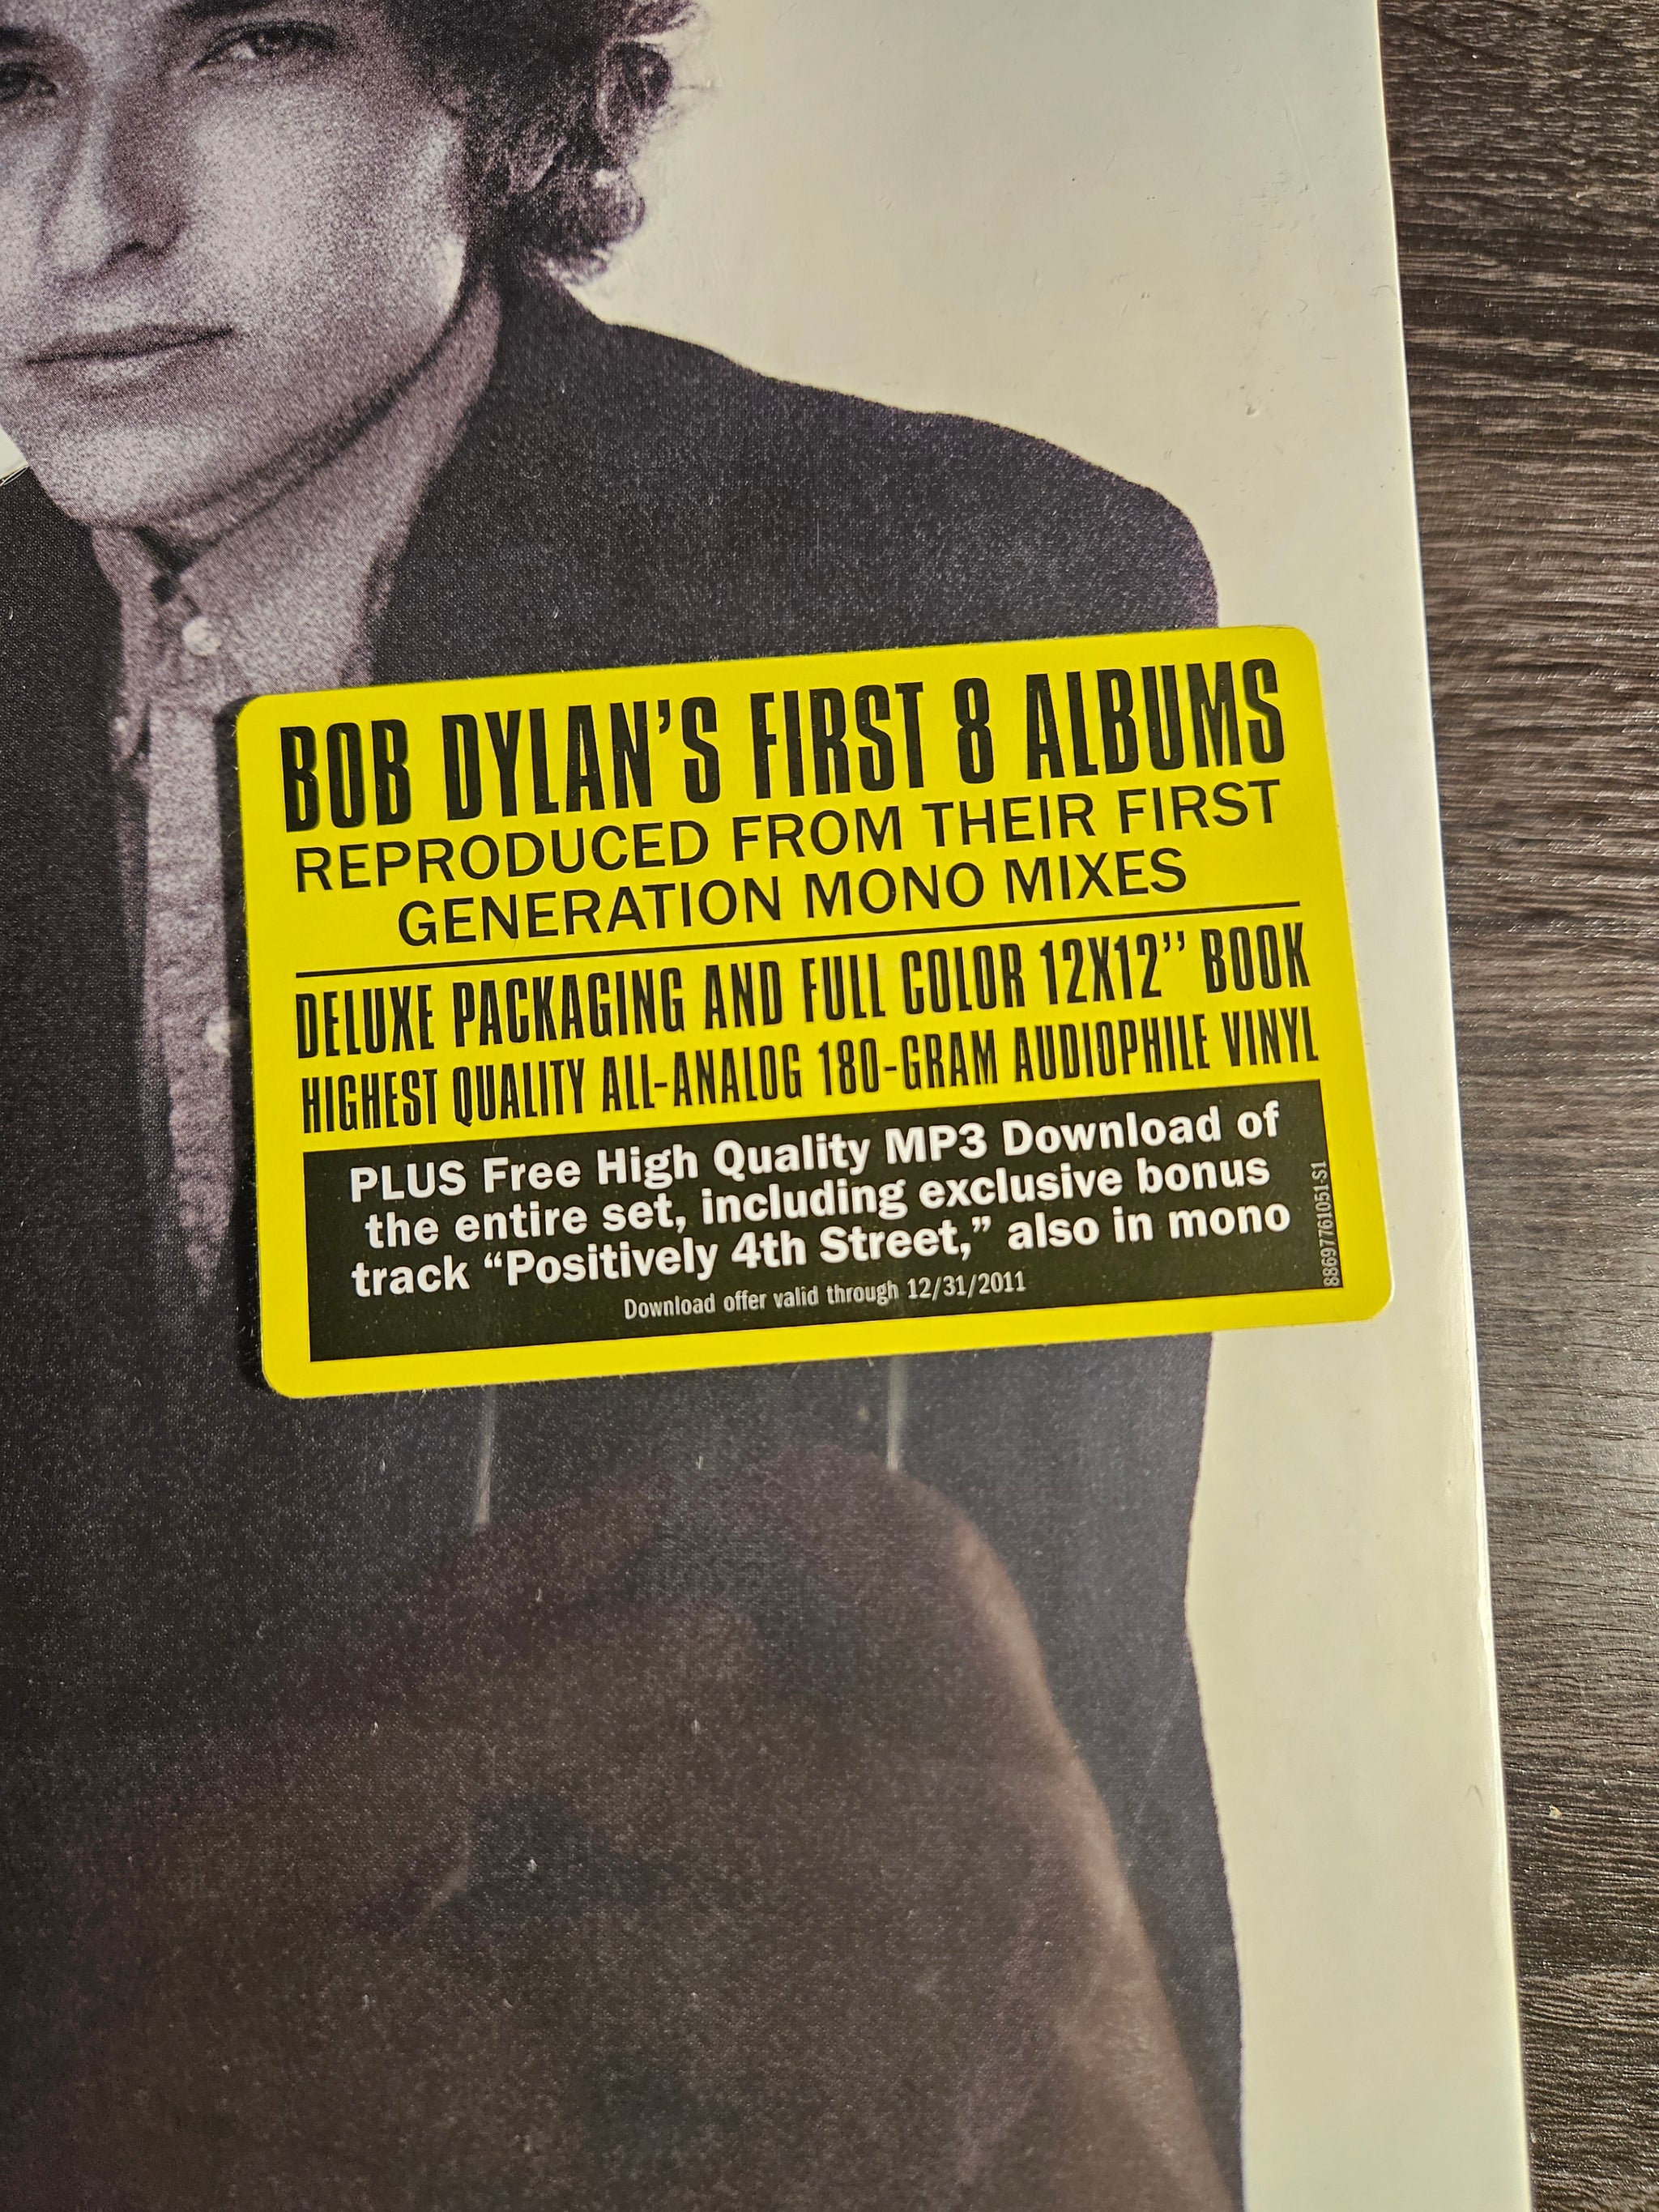 BOB DYLAN'S FIRST 8 ALBUMS
REPRODUCED FROM THEIR FIRST
GENERATION MONO MIXES
DELUXE PACKAGING AND FULL COLOR 12X12” BOOK
HIGHEST QUALITY ALL-ANALOG 180-GRAM AUDIOPHILE VINYL
PLUS Free High Quality MP3 Download of
the entire set, including exclusive bonus
track “Positively 4th Street,” also in mono
Download offer valid through 12/31/2011
88697761051-S1